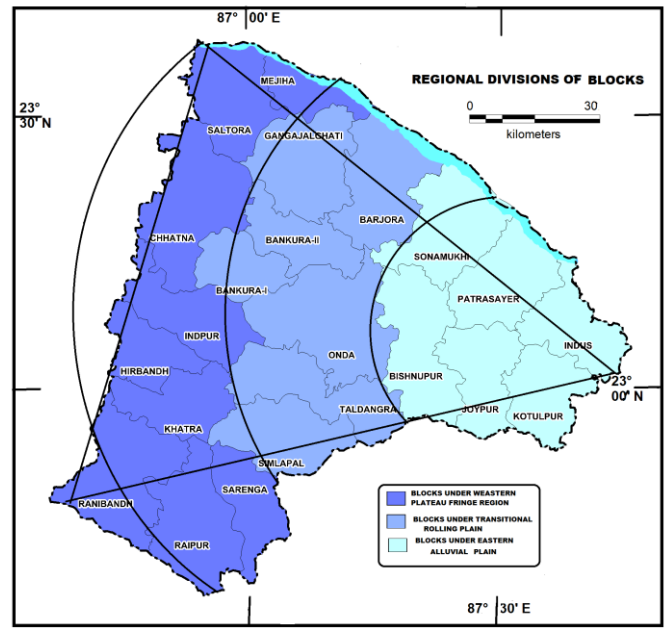 87° 00' E
REGIONAL DIVISIONS OF BLOCKS
0 30
kilometers
23°
30' N
MEJIHA
SALTORA
GANGAJALGHATI
BARJORA
CHHATNA
BANKURA-II
SONAMUKHI
BANKURA-I
PATRASAYER
INDPUR
INDUS
ONDA
HIRBANDH
BISHNUPUR
23°
00' N
TALDANGRA
JOYPUR
KOTULPUR
KHATRA
SIMLAPAL
SARENGA
RANIBANDH
RAIPUR
BLOCKS UNDER WEASTERN
PLATEAU FRINGE REGION
BLOCKS UNDER TRANSITIONAL
ROLLING PLAIN
BLOCKS UNDER EASTERN
ALLUVIAL PLAIN
87° 00'
87° 30' E